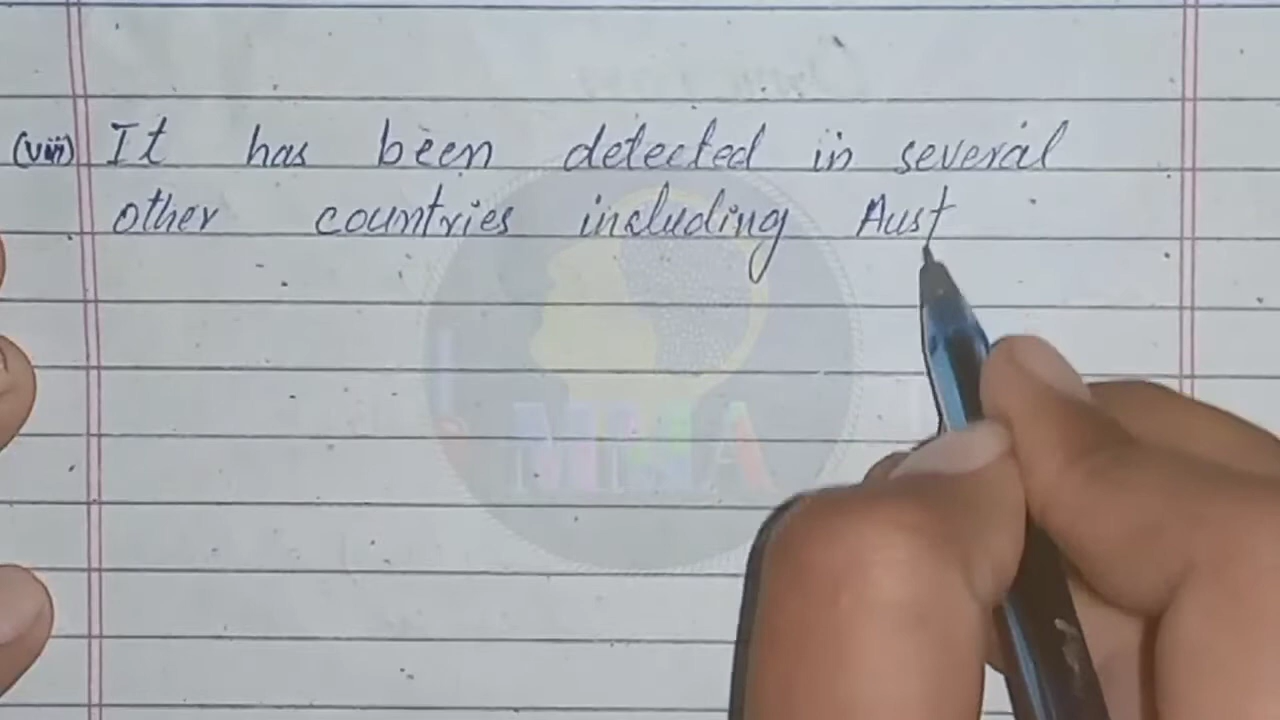 (viii) It has been detected in several
other countries including Aust